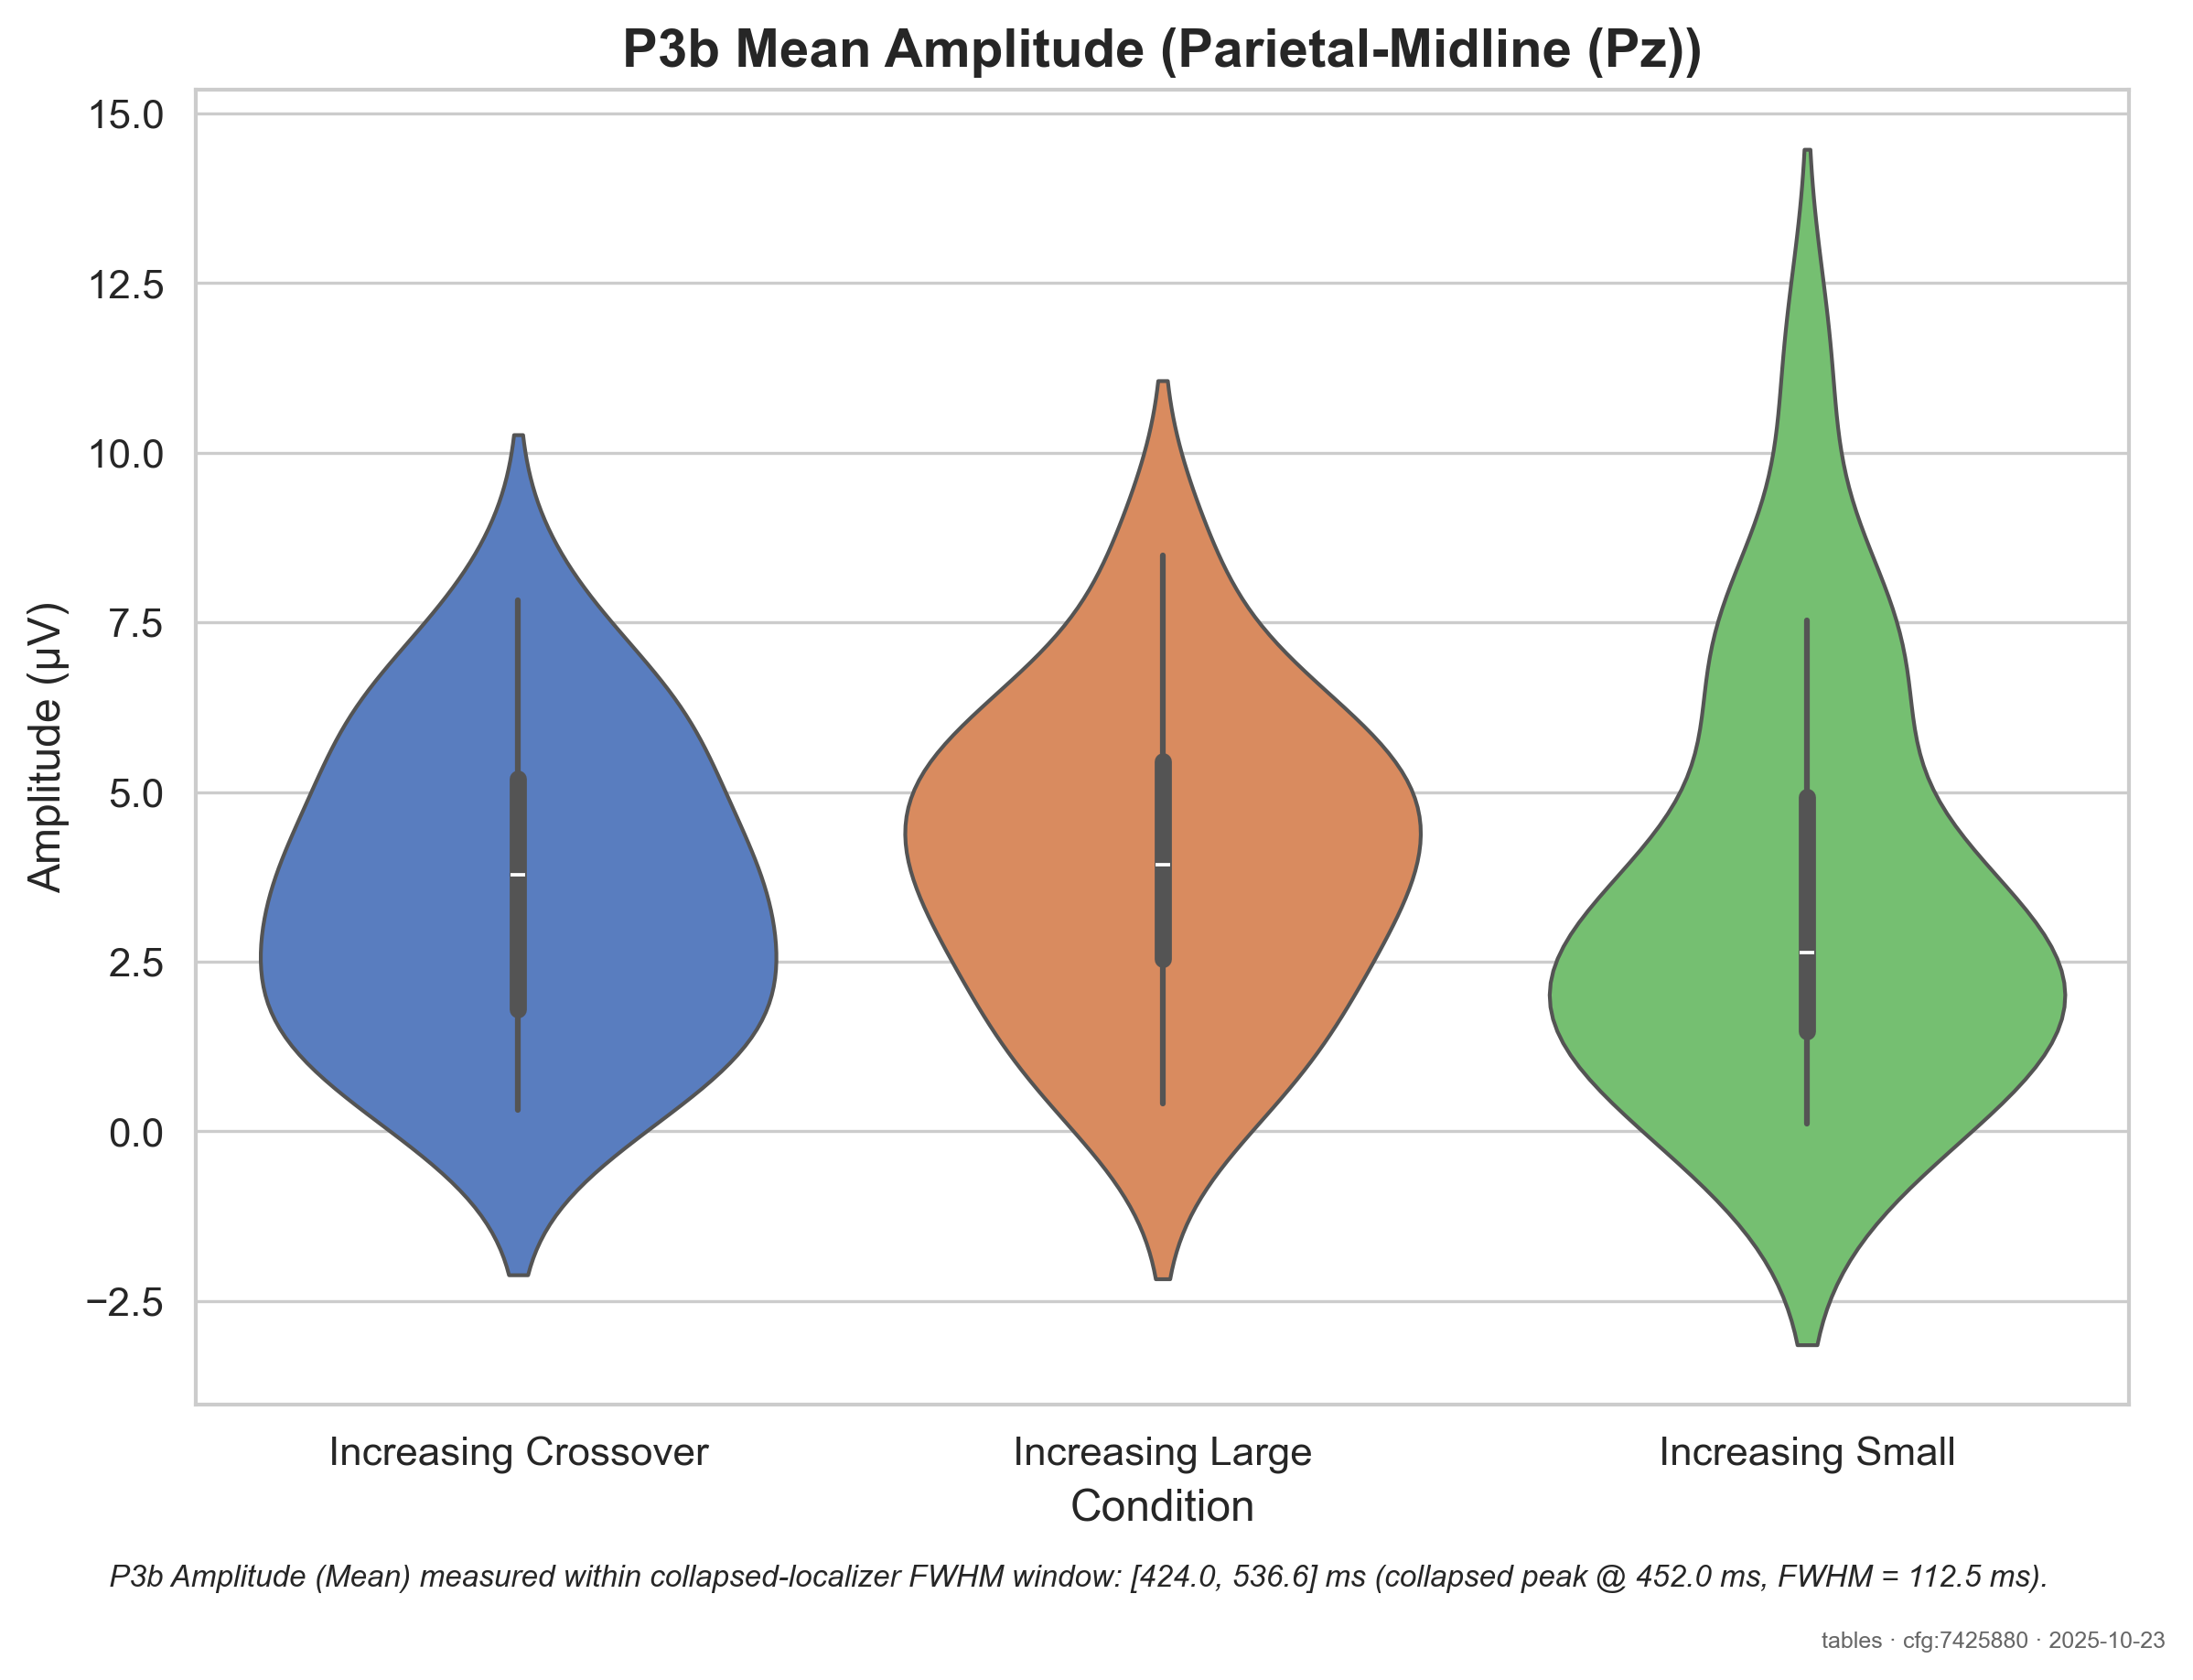 P3b Mean Amplitude (Parietal-Midline (Pz))
15.0
12.5
10.0
7.5
5.0
2.5
0.0
−2.5
Amplitude (µV)
Increasing Crossover
Increasing Large
Increasing Small
Condition
P3b Amplitude (Mean) measured within collapsed-localizer FWHM window: [424.0, 536.6] ms (collapsed peak @ 452.0 ms, FWHM = 112.5 ms).
tables · cfg:7425880 · 2025-10-23